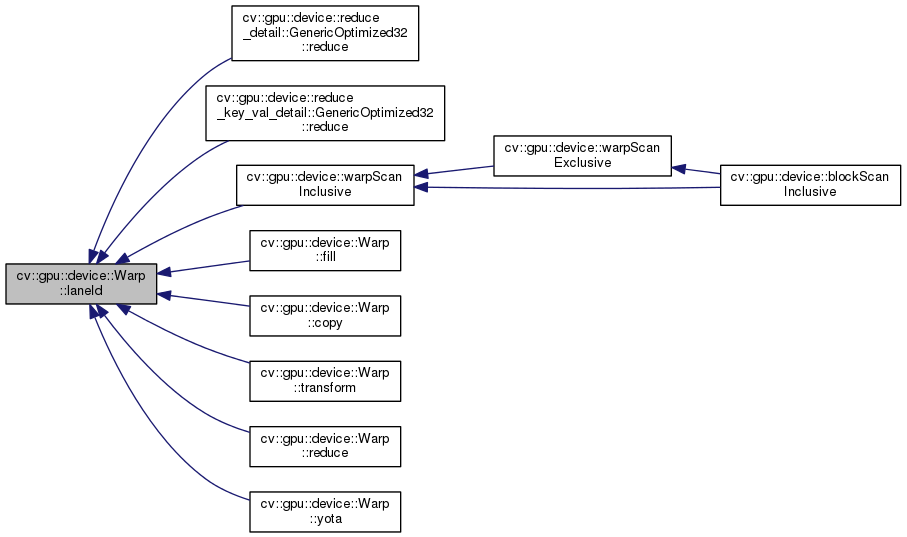 cv::gpu::device::reduce
_detail::GenericOptimized32
::reduce
cv::gpu::device::reduce
_key_val_detail::GenericOptimized32
::reduce
cv::gpu::device::warpScan
Inclusive
cv::gpu::device::warpScan
Exclusive
cv::gpu::device::blockScan
Inclusive
cv::gpu::device::Warp
::laneId
cv::gpu::device::Warp
::fill
cv::gpu::device::Warp
::copy
cv::gpu::device::Warp
::transform
cv::gpu::device::Warp
::reduce
cv::gpu::device::Warp
::yota